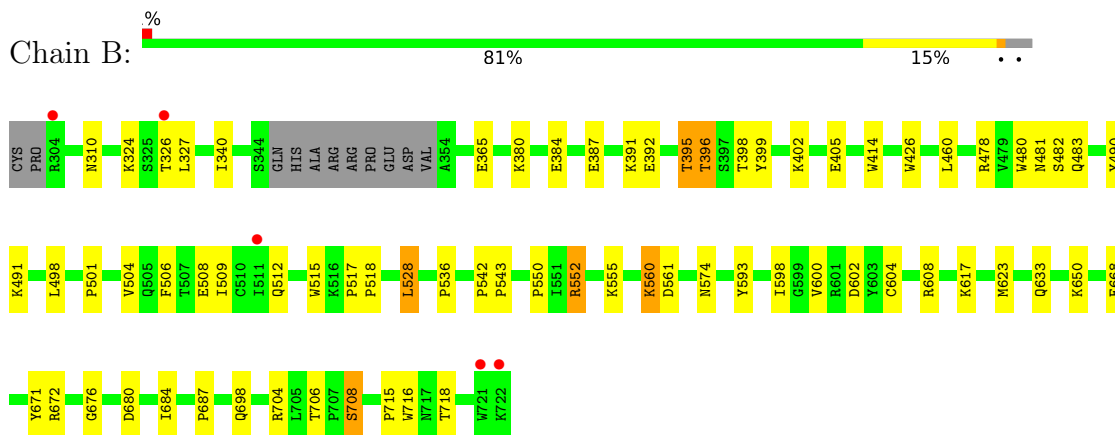 .%
Chain B:
81% 15% • •
CYS PRO R304 N310 K324 S325 T326 L327 I340 S344 GLN HIS ALA ARG ARG PRO GLU ASP VAL A354 E365 K380 E384 E387 K391 E392 T395 T396 S397 T398 Y399 K402 E405 W414 W426 L460 R478 V479 W480 N481 S482 Q483 Y490
K491 L498 P501 V504 Q505 F506 T507 E508 I509 C510 I511 Q512 W515 K516 P517 P518 L528 P536 P542 P543 P550 I551 R552 K555 K560 D561 N574 Y593 I598 G599 V600 R601 D602 Y603 C604 R608 K617 M623 Q633 K650 E668
Y671 R672 G676 D680 I684 P687 Q698 R704 L705 T706 P707 S708 P715 W716 N717 T718 W721 K722